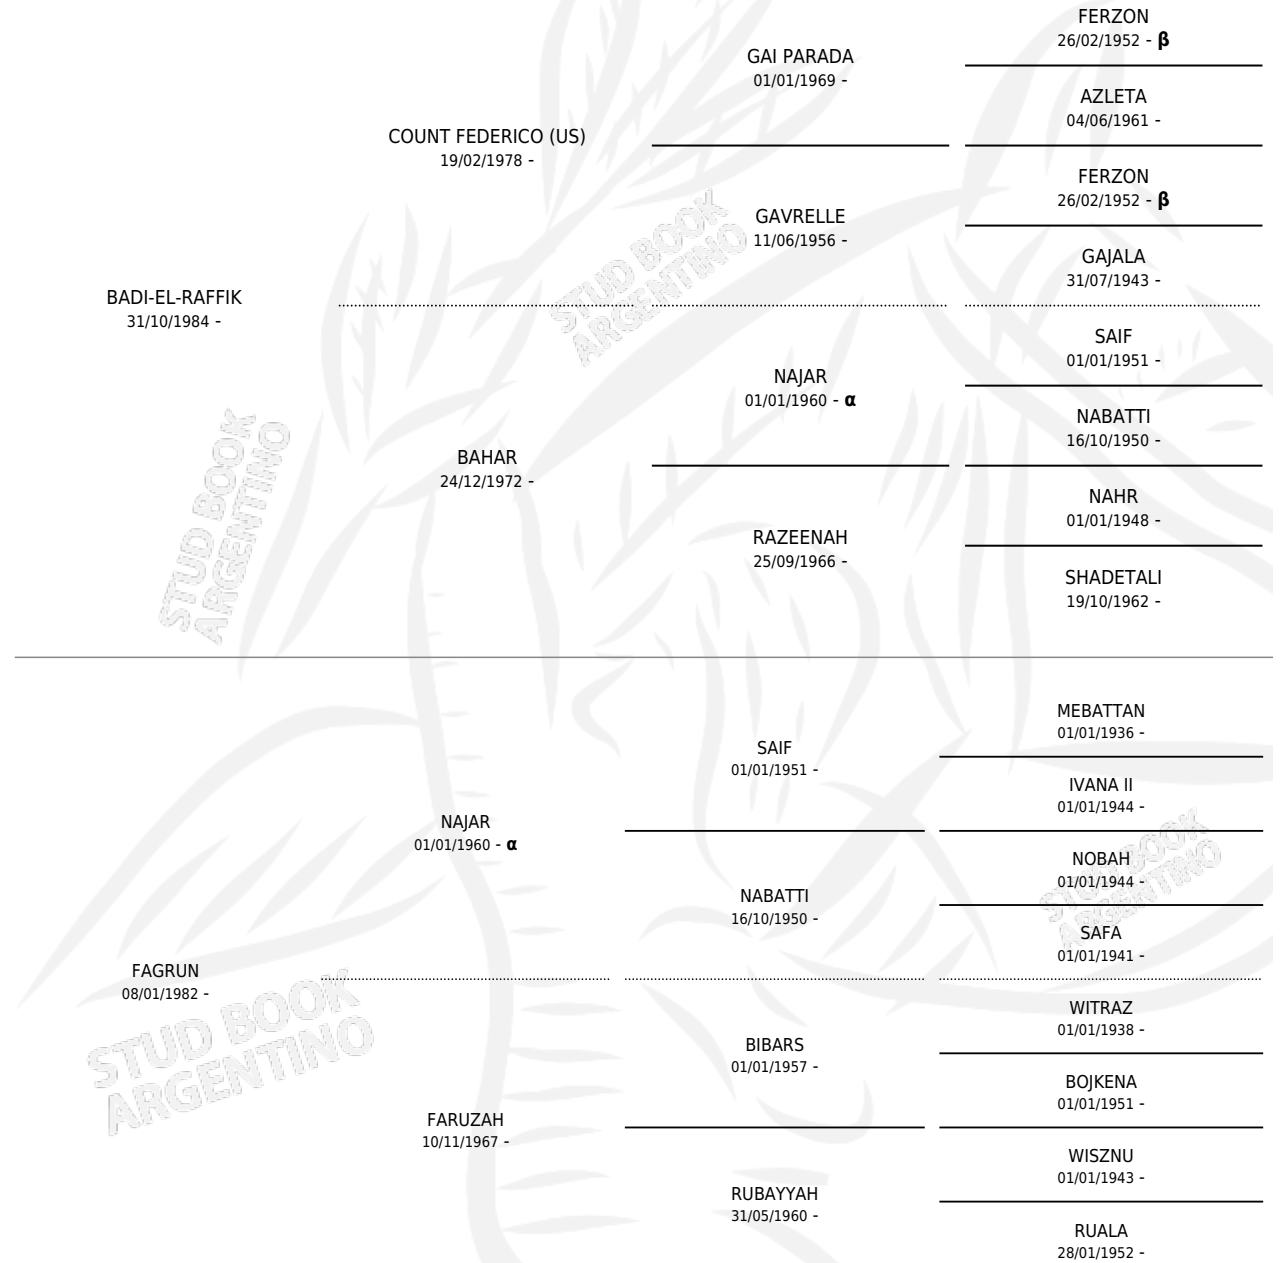 FERZON
26/02/1952 - β
GAI PARADA
01/01/1969 -
AZLETA
04/06/1961 -
COUNT FEDERICO (US)
19/02/1978 -
FERZON
26/02/1952 - β
GAVRELLE
11/06/1956 -
GAJALA
31/07/1943 -
BADI-EL-RAFFIK
31/10/1984 -
SAIF
01/01/1951 -
NAJAR
01/01/1960 - α
NABATTI
16/10/1950 -
BAHAR
24/12/1972 -
NAHR
01/01/1948 -
RAZEENAH
25/09/1966 -
SHADETALI
19/10/1962 -
MEBATTAN
01/01/1936 -
SAIF
01/01/1951 -
IVANA II
01/01/1944 -
NAJAR
01/01/1960 - α
NOBAH
01/01/1944 -
NABATTI
16/10/1950 -
SAFA
01/01/1941 -
FAGRUN
08/01/1982 -
WITRAZ
01/01/1938 -
BIBARS
01/01/1957 -
BOJKENA
01/01/1951 -
FARUZAH
10/11/1967 -
WISZNU
01/01/1943 -
RUBAYYAH
31/05/1960 -
RUALA
28/01/1952 -
STUD BOOK
ARGENTINO
STUD BOOK
ARGENTINO
STUD BOOK
ARGENTINO
STUD BOOK
ARGENTINO